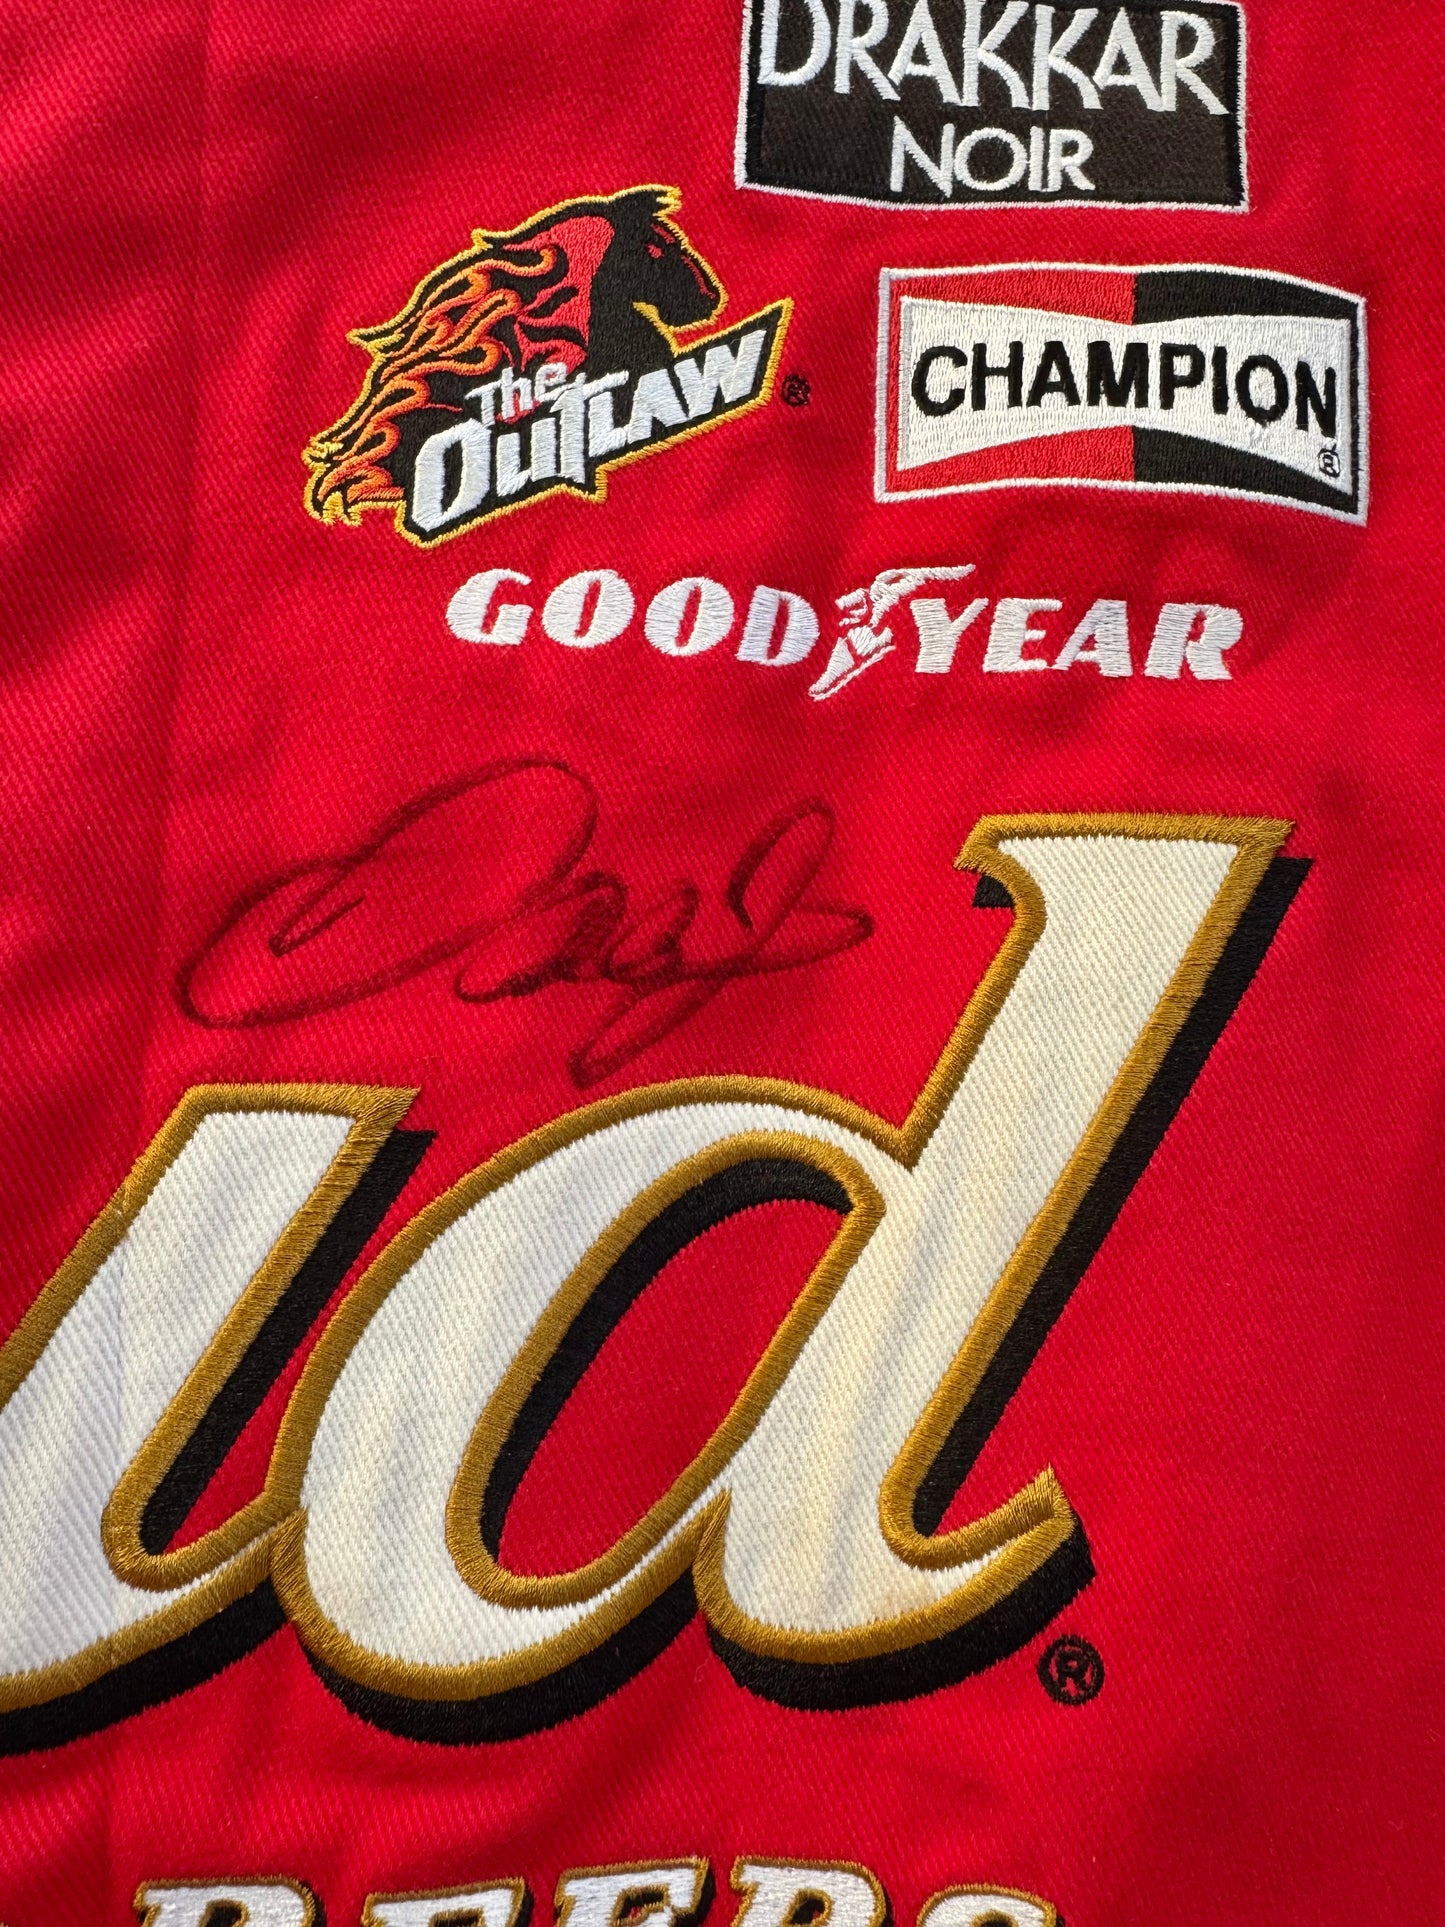 DRAKKAR
NOIR
The
OUTLAW®
CHAMPION®
GOODYEAR
ud®